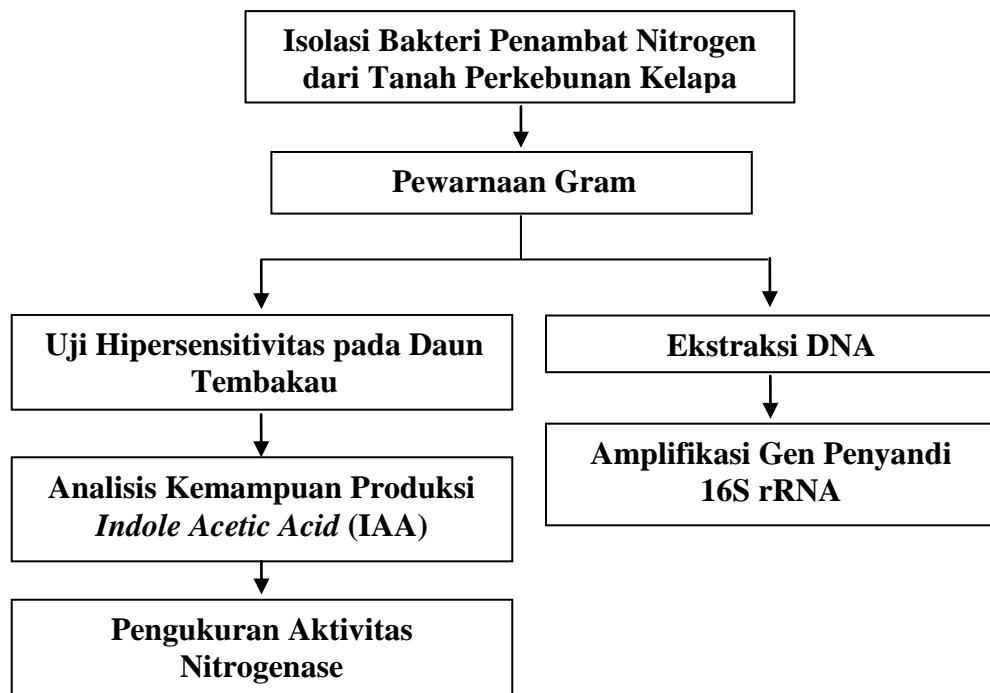 Isolasi Bakteri Penambat Nitrogen
dari Tanah Perkebunan Kelapa
Pewarnaan Gram
Uji Hipersensitivitas pada Daun
Tembakau
Analisis Kemampuan Produksi
Indole Acetic Acid (IAA)
Pengukuran Aktivitas
Nitrogenase
Ekstraksi DNA
Amplifikasi Gen Penyandi
16S rRNA